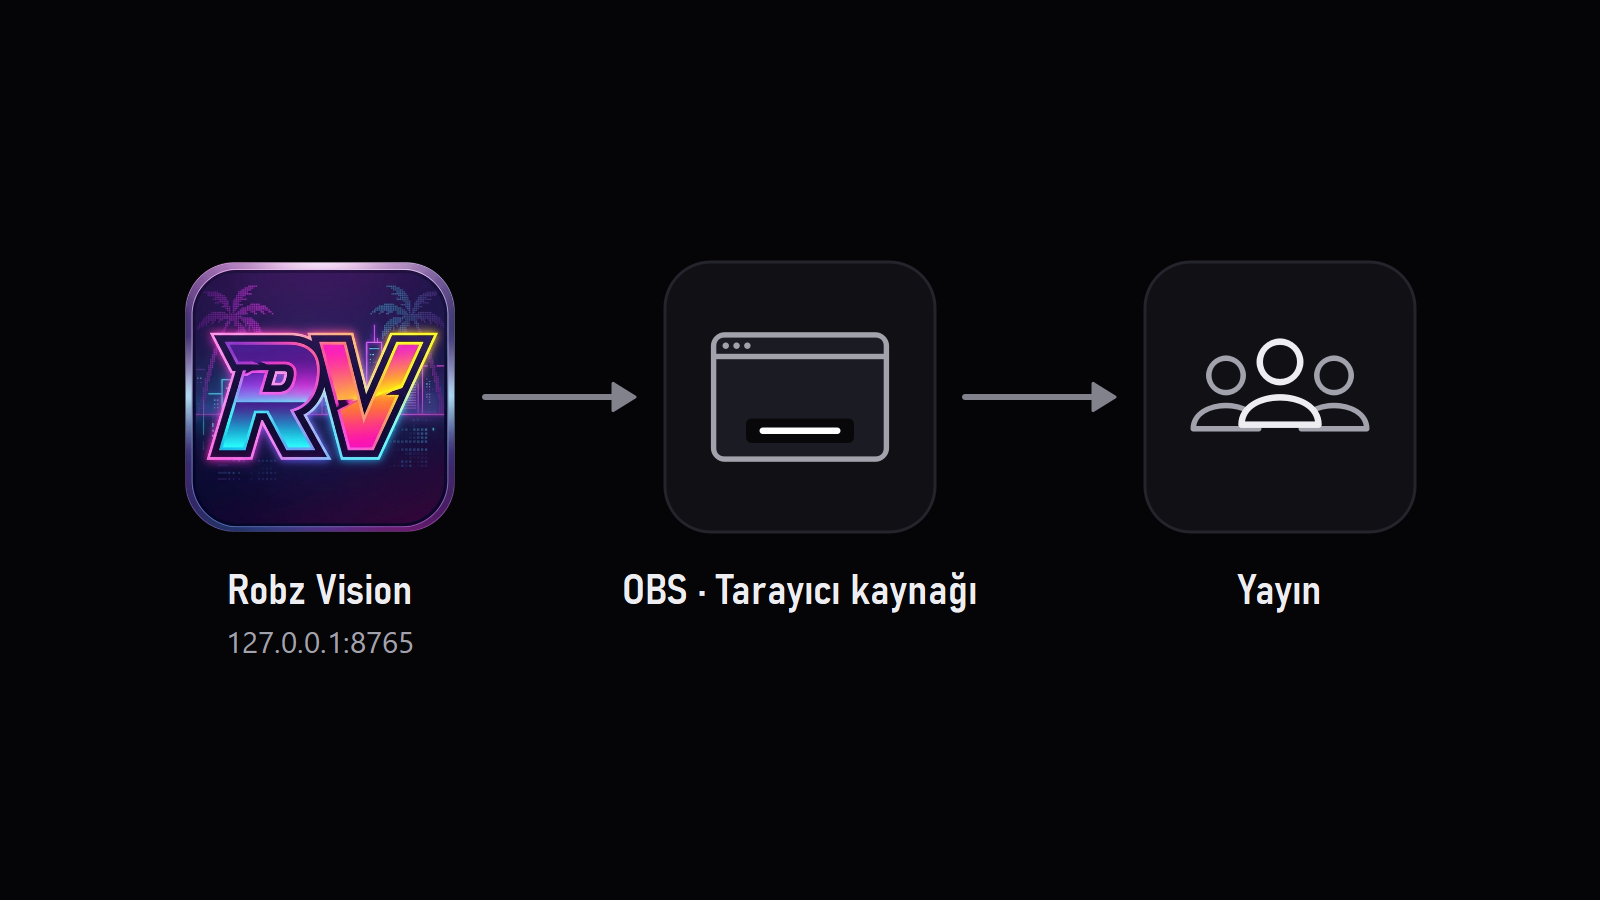 RV
Robz Vision
127.0.0.1:8765
OBS · Tarayıcı kaynağı
Yayın